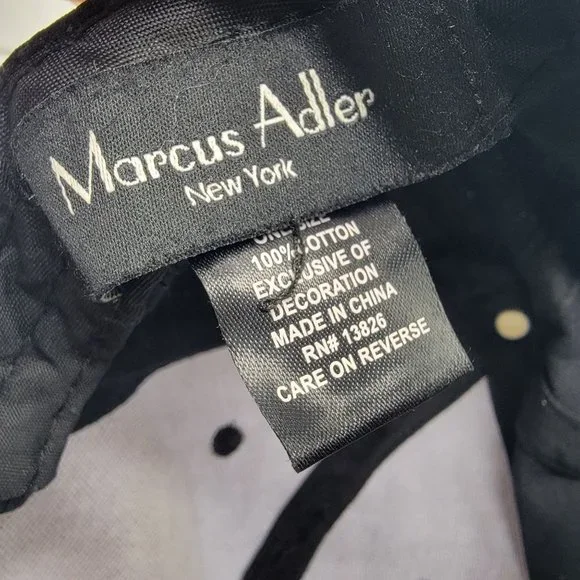 Marcus Adler
New York
ONE SIZE
100% COTTON
EXCLUSIVE OF
DECORATION
MADE IN CHINA
RN# 13826
CARE ON REVERSE